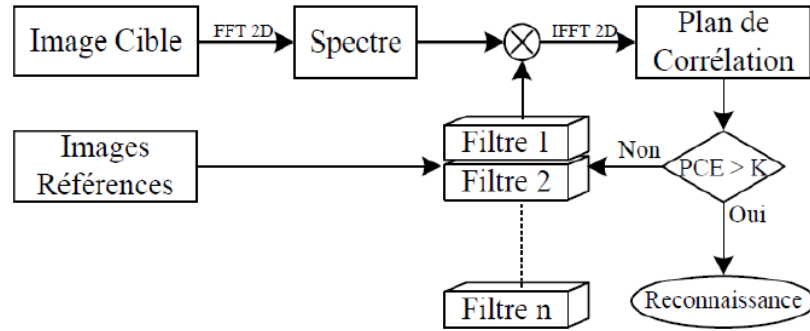 Image Cible
FFT 2D
Spectre
IFFT 2D
Plan de
Corrélation
Images
Références
Filtre 1
Filtre 2
Filtre n
Non
PCE > K
Oui
Reconnaissance